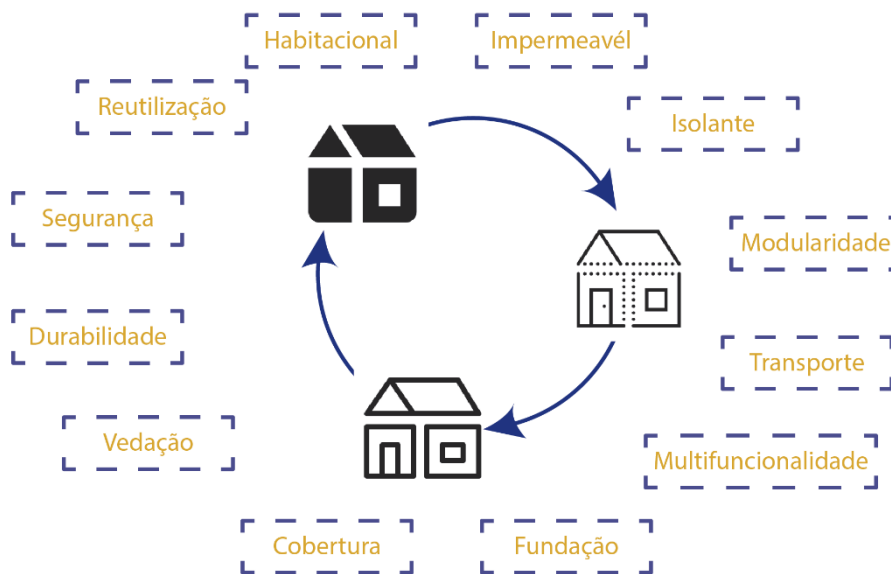 Habitacional
Impermeavél
Reutilização
Isolante
Segurança
Modularidade
Durabilidade
Transporte
Vedação
Multifuncionalidade
Cobertura
Fundação